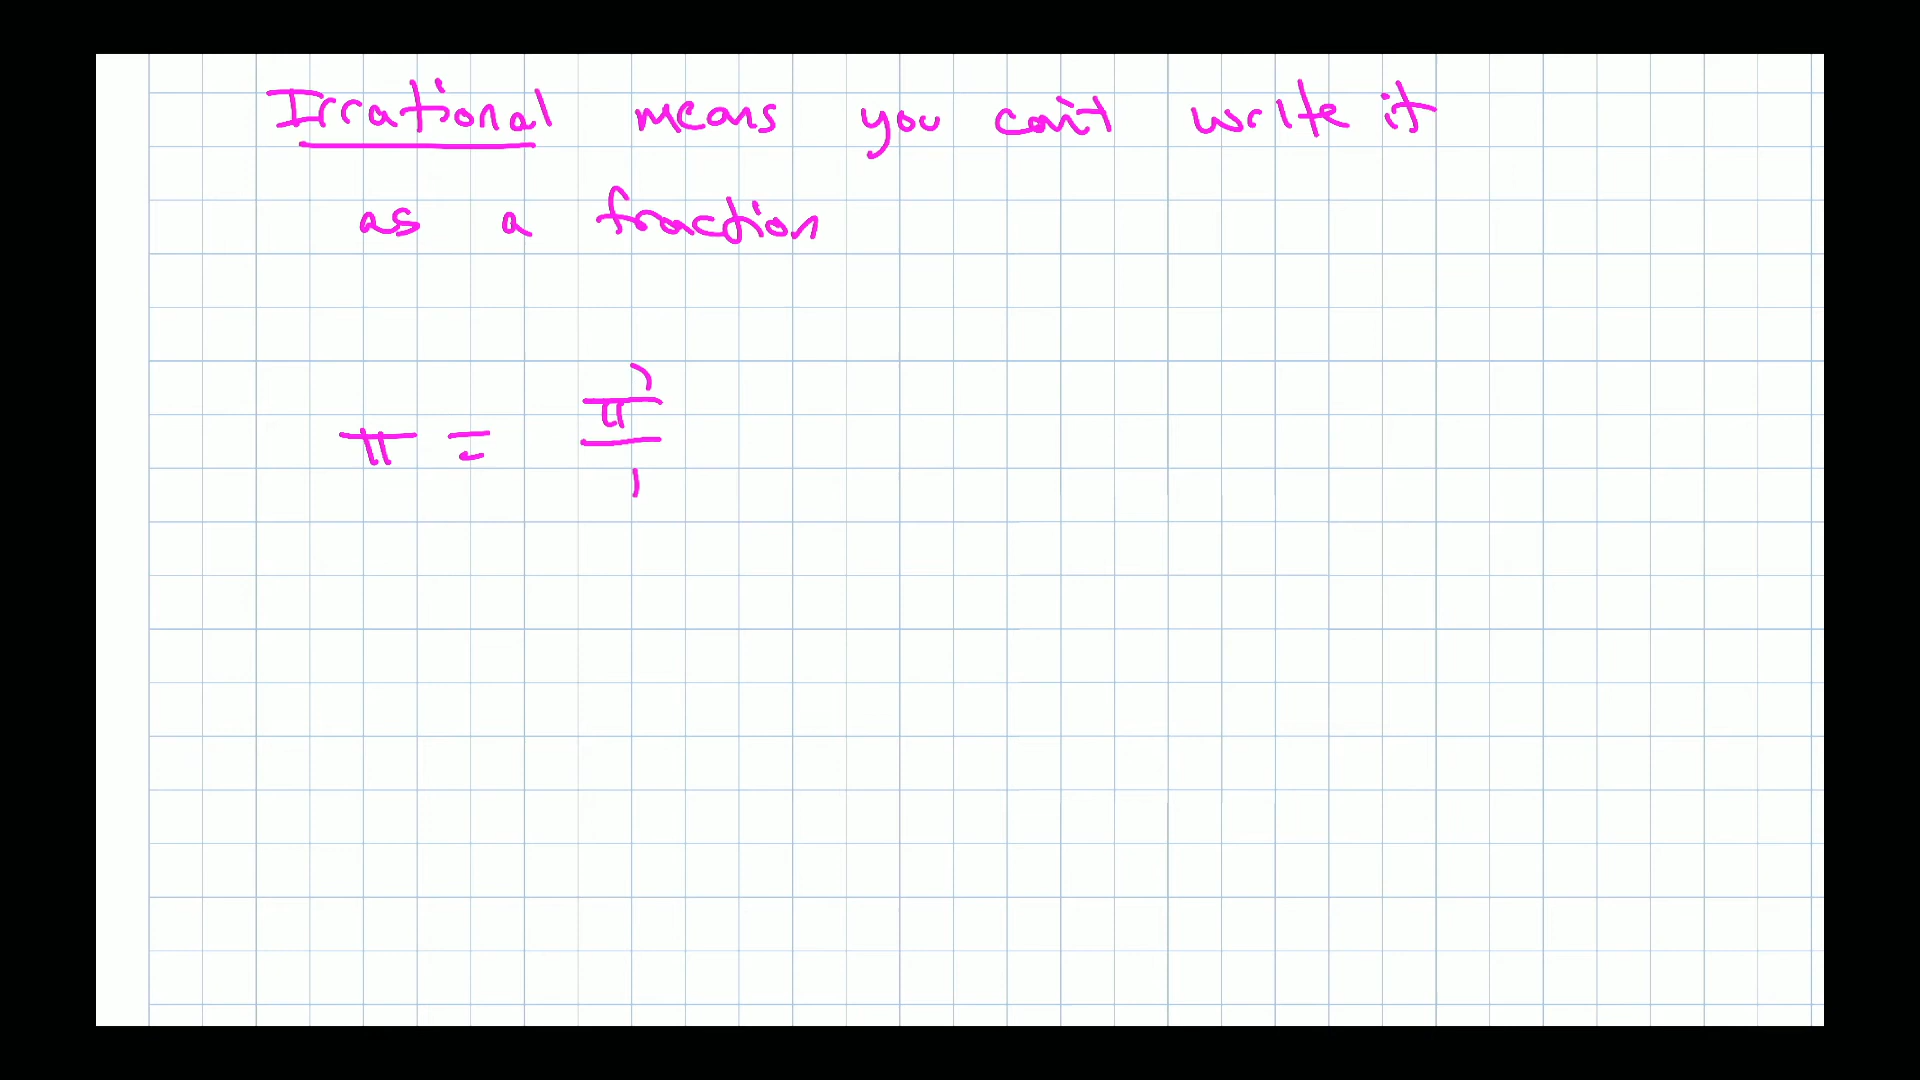 Irrational means you can't write it
as a fraction
π = π/1